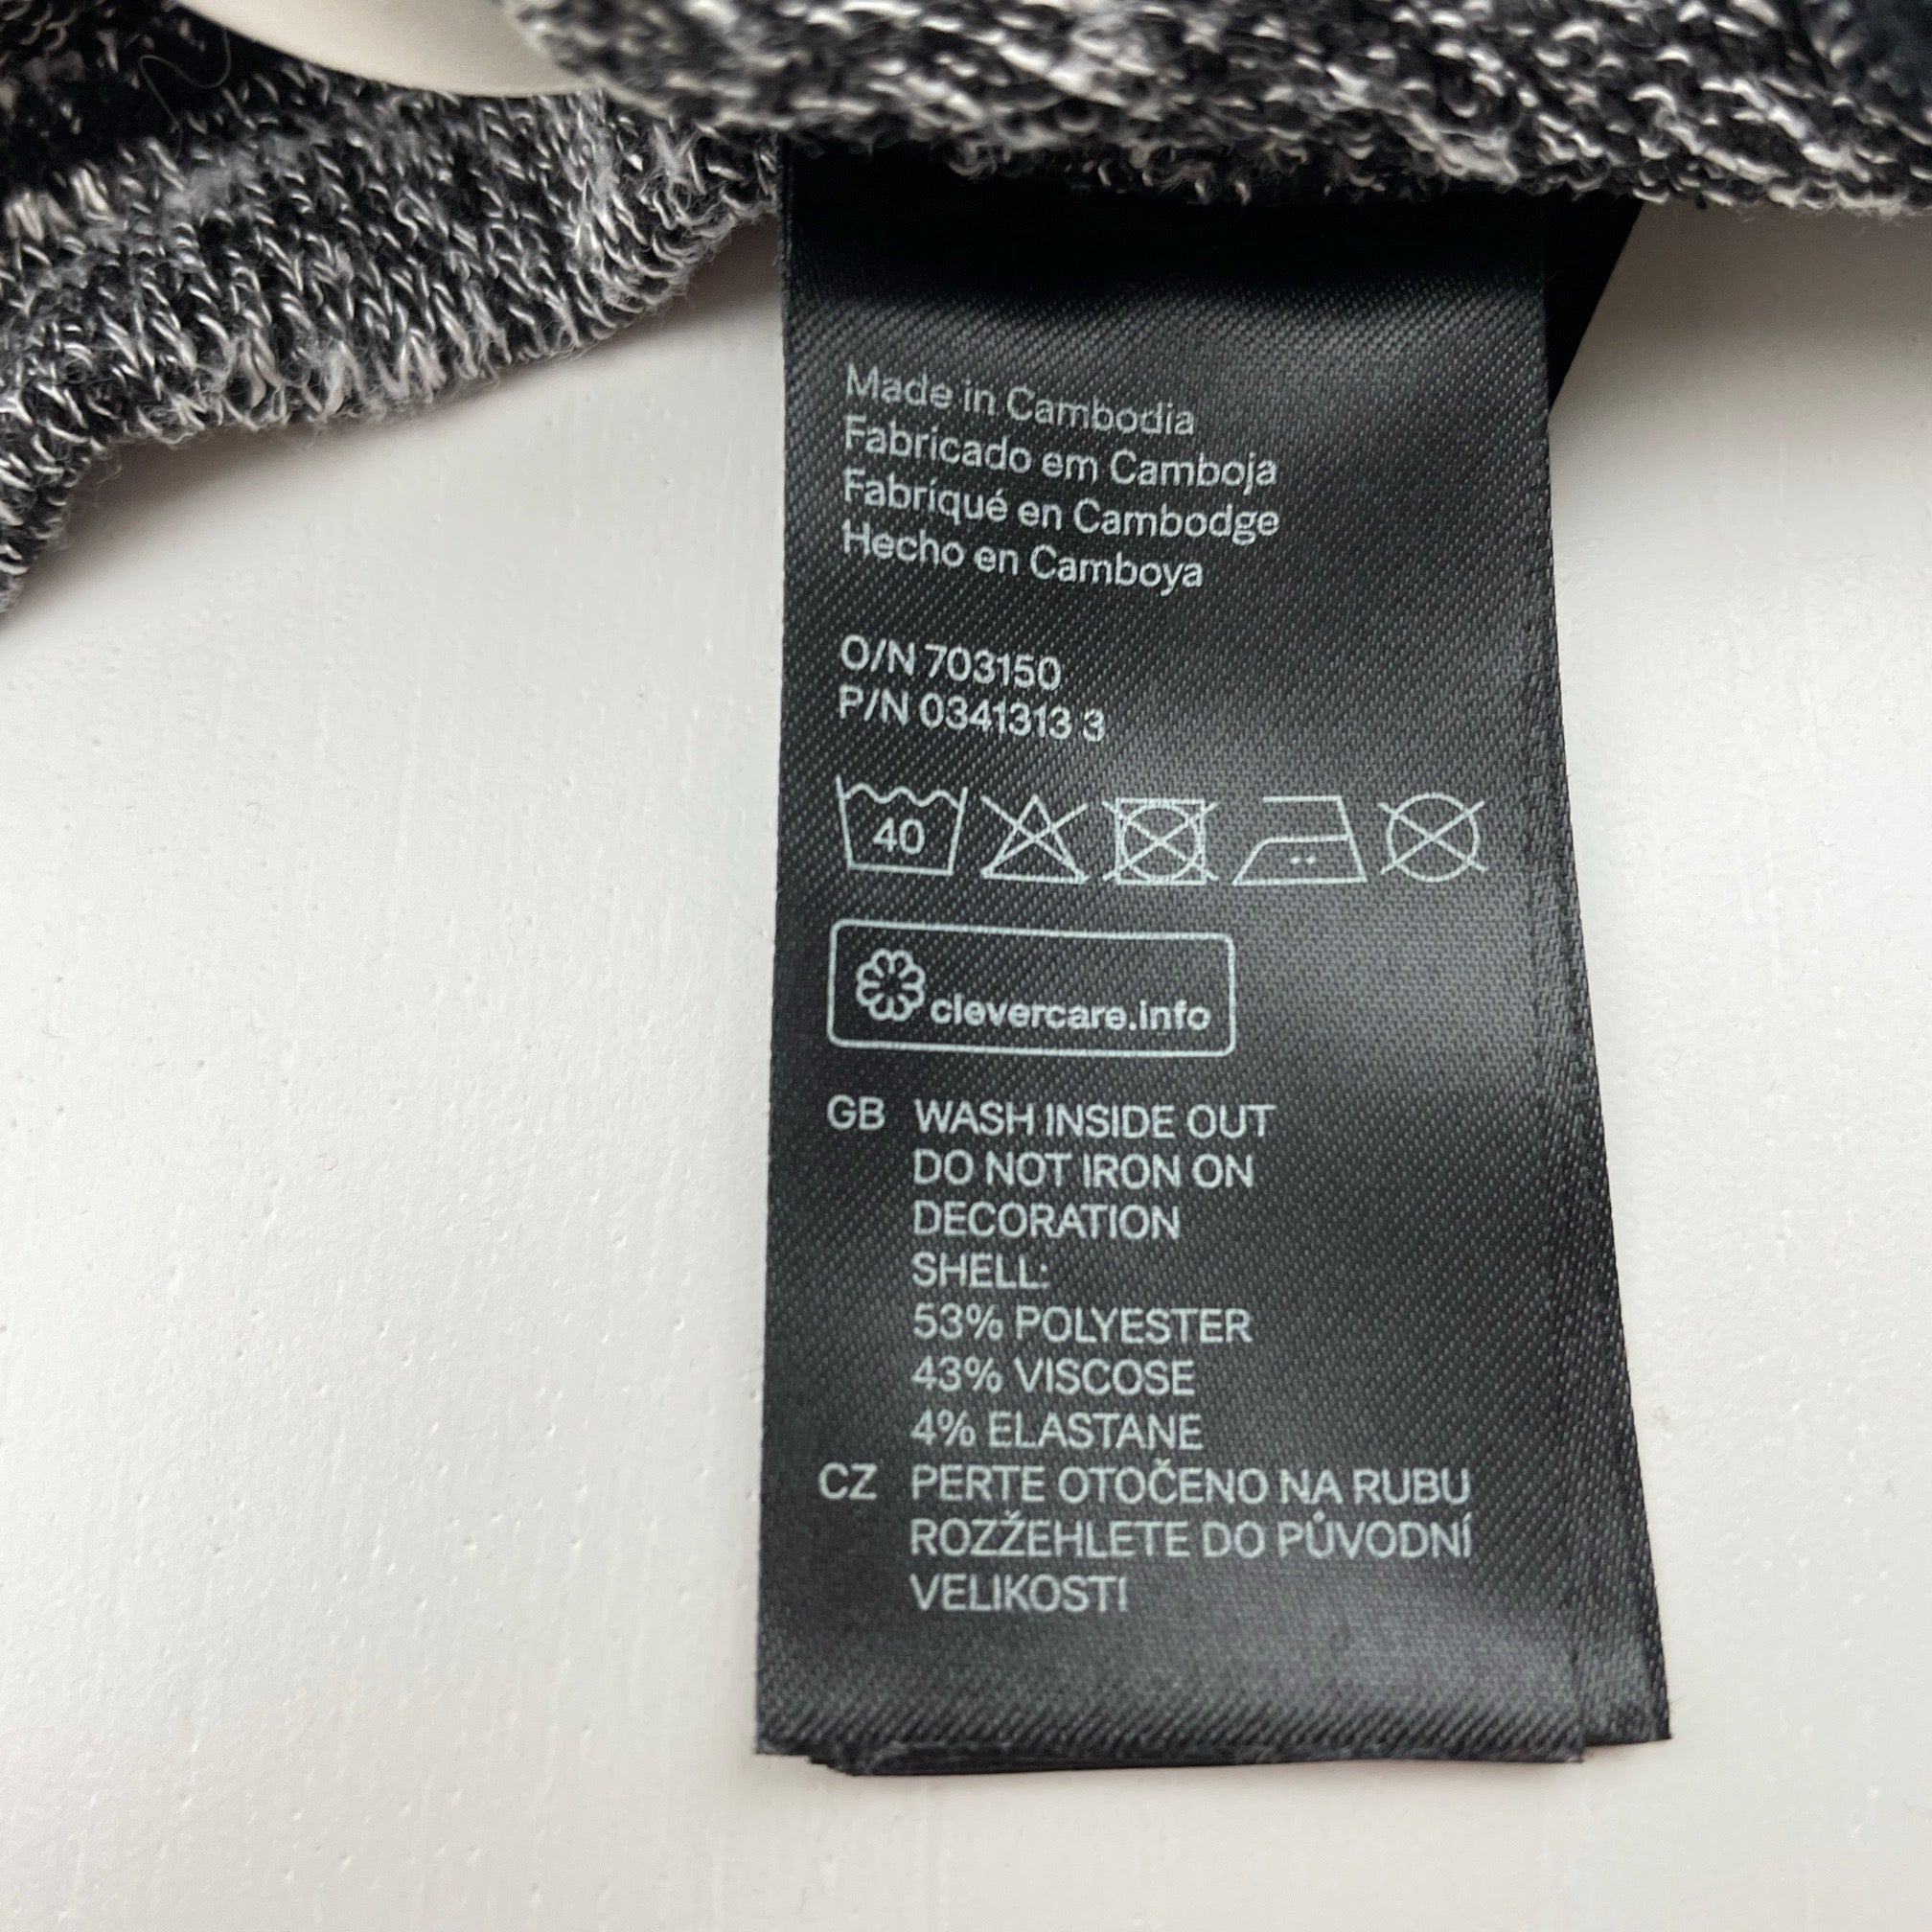 Made in Cambodia
Fabricado em Camboja
Fabriqué en Cambodge
Hecho en Camboya
O/N 703150
P/N 0341313 3
40
clevercare.info
GB WASH INSIDE OUT
DO NOT IRON ON
DECORATION
SHELL:
53% POLYESTER
43% VISCOSE
4% ELASTANE
CZ PERTE OTOČENO NA RUBU
ROZŽEHLETE DO PŮVODNÍ
VELIKOSTI